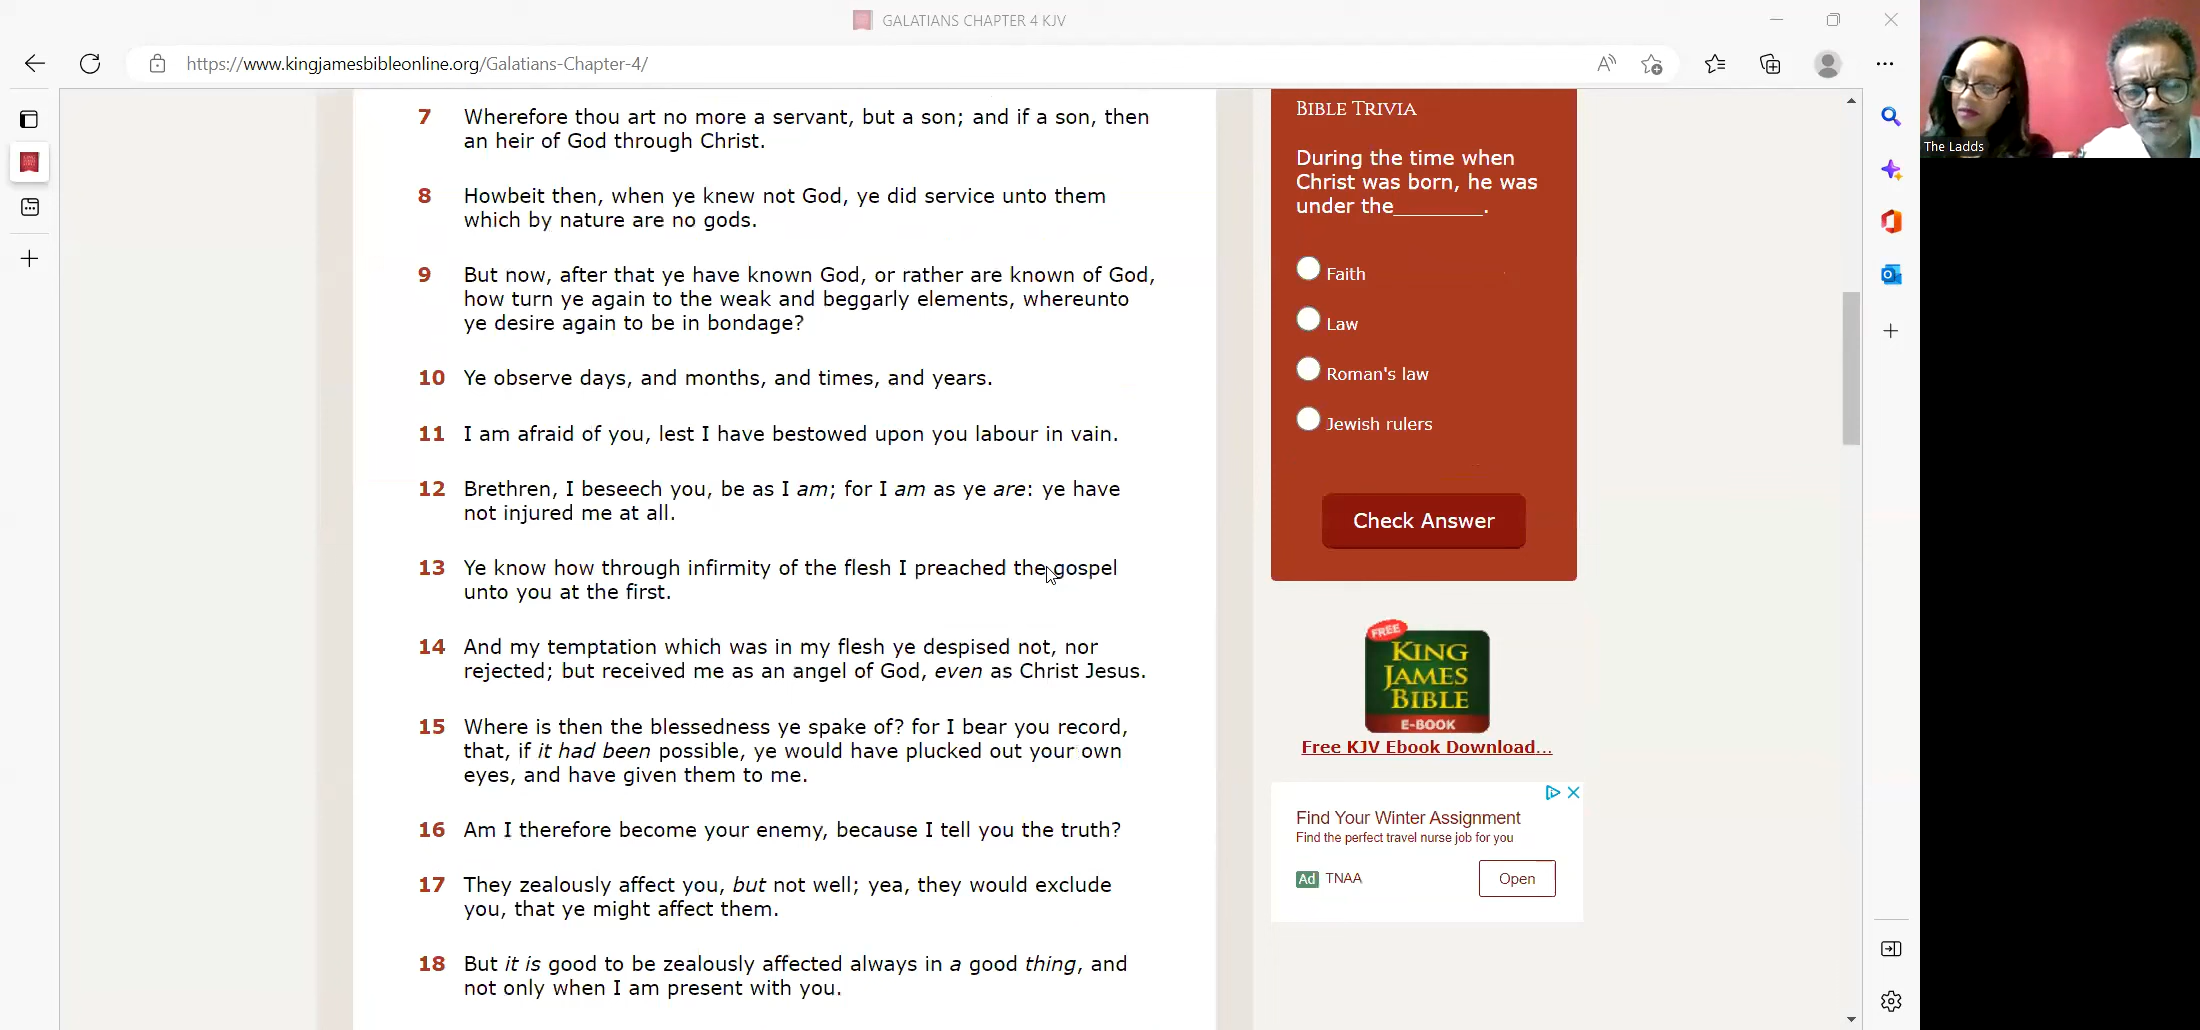 GALATIANS CHAPTER 4 KJV
https://www.kingjamesbibleonline.org/Galatians-Chapter-4/
7 Wherefore thou art no more a servant, but a son; and if a son, then
an heir of God through Christ.
8 Howbeit then, when ye knew not God, ye did service unto them
which by nature are no gods.
9 But now, after that ye have known God, or rather are known of God,
how turn ye again to the weak and beggarly elements, whereunto
ye desire again to be in bondage?
10 Ye observe days, and months, and times, and years.
11 I am afraid of you, lest I have bestowed upon you labour in vain.
12 Brethren, I beseech you, be as I am; for I am as ye are: ye have
not injured me at all.
13 Ye know how through infirmity of the flesh I preached the gospel
unto you at the first.
14 And my temptation which was in my flesh ye despised not, nor
rejected; but received me as an angel of God, even as Christ Jesus.
15 Where is then the blessedness ye spake of? for I bear you record,
that, if it had been possible, ye would have plucked out your own
eyes, and have given them to me.
16 Am I therefore become your enemy, because I tell you the truth?
17 They zealously affect you, but not well; yea, they would exclude
you, that ye might affect them.
18 But it is good to be zealously affected always in a good thing, and
not only when I am present with you.
BIBLE TRIVIA
During the time when
Christ was born, he was
under the________.
Faith
Law
Roman's law
Jewish rulers
Check Answer
FREE
KING
JAMES
BIBLE
E-BOOK
Free KJV Ebook Download...
Find Your Winter Assignment
Find the perfect travel nurse job for you
Ad TNAA
Open
The Ladds